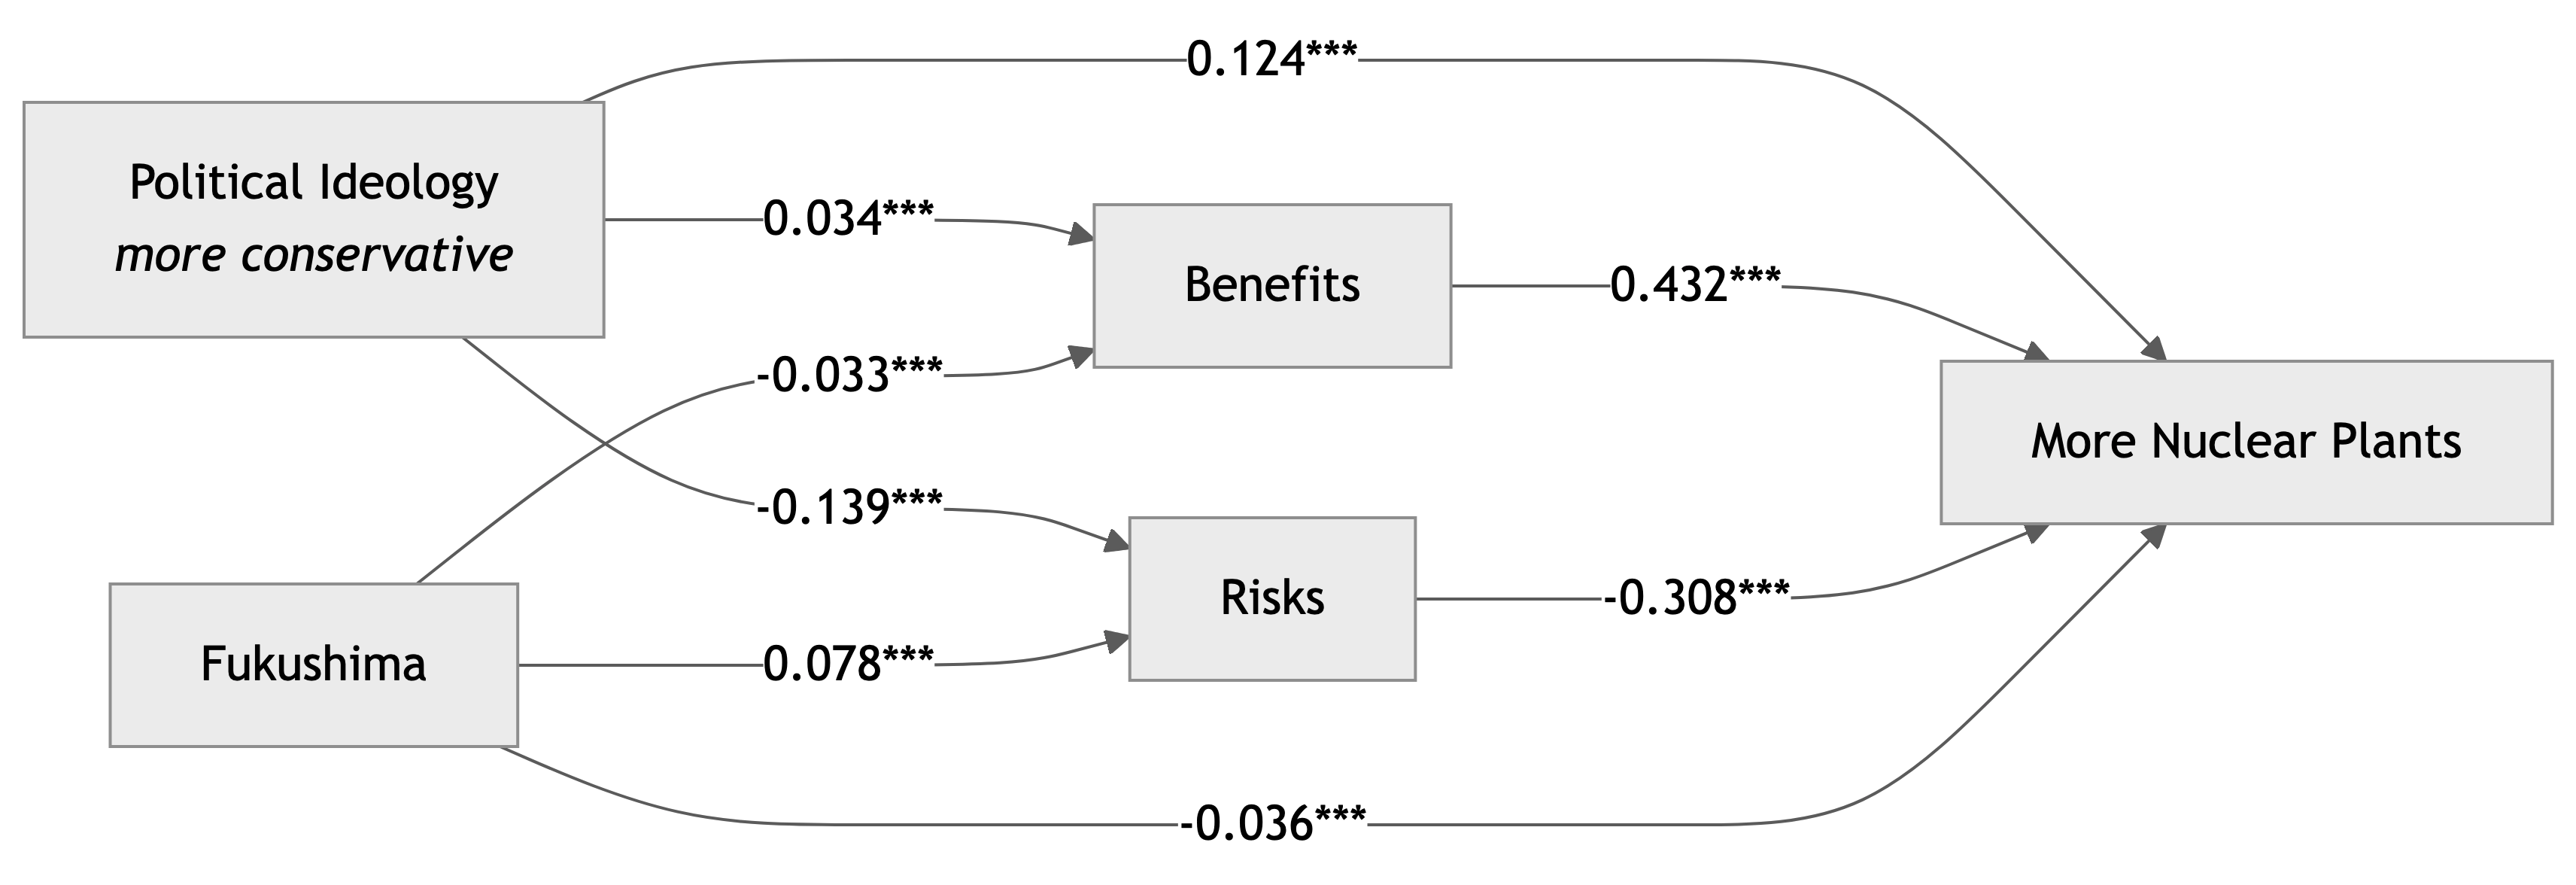 0.124***
Political Ideology
more conservative
0.034***
Benefits
0.432***
-0.033***
More Nuclear Plants
-0.139***
Risks
-0.308***
Fukushima
0.078***
-0.036***